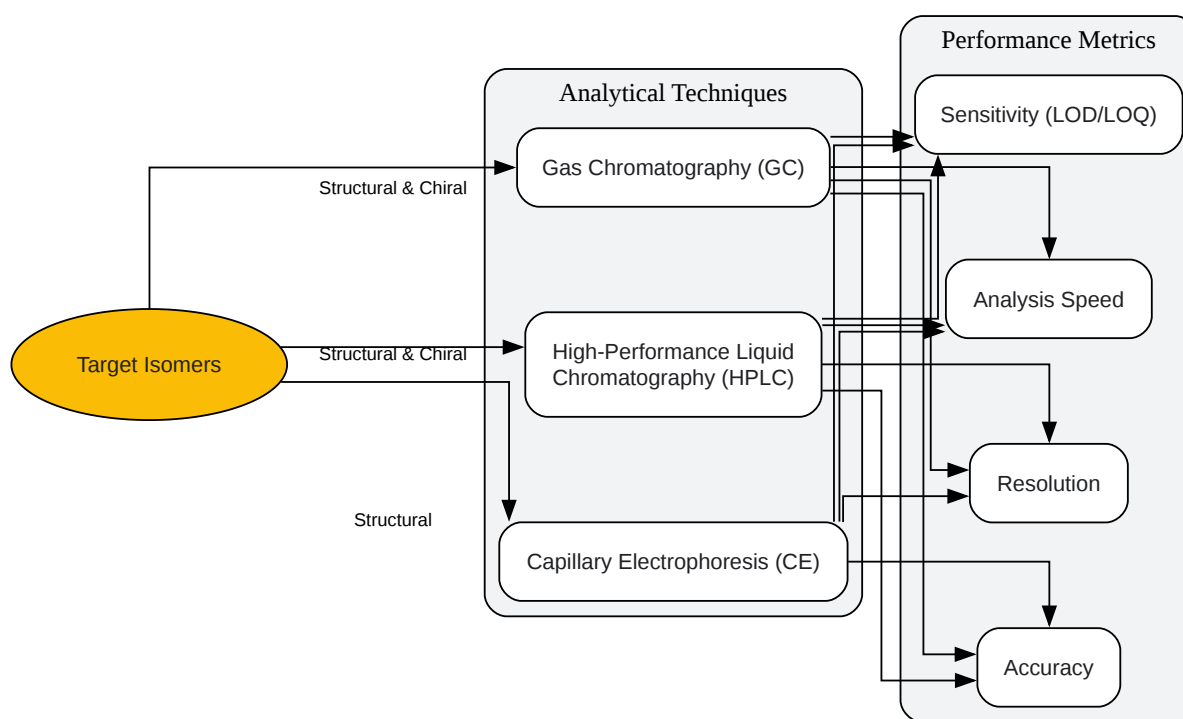 Performance Metrics
Analytical Techniques
Sensitivity (LOD/LOQ)
Gas Chromatography (GC)
Structural & Chiral
Analysis Speed
Target Isomers
Structural & Chiral
High-Performance Liquid
Chromatography (HPLC)
Resolution
Structural
Capillary Electrophoresis (CE)
Accuracy